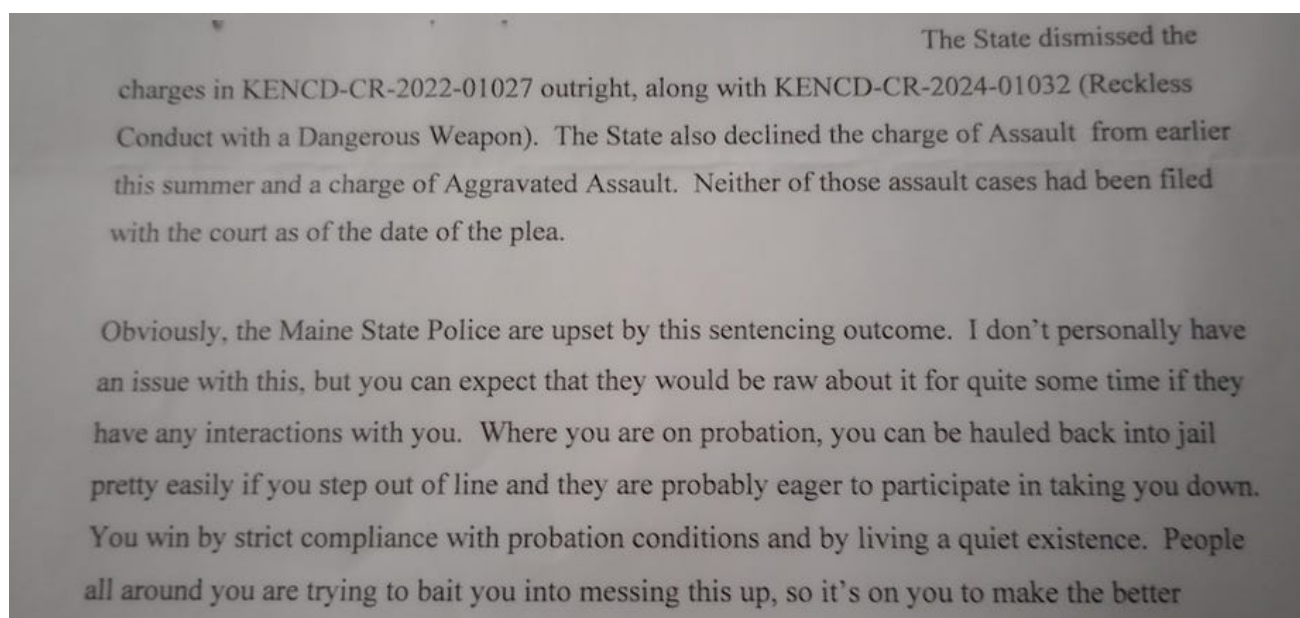 The State dismissed the
charges in KENCD-CR-2022-01027 outright, along with KENCD-CR-2024-01032 (Reckless
Conduct with a Dangerous Weapon).  The State also declined the charge of Assault  from earlier
this summer and a charge of Aggravated Assault.  Neither of those assault cases had been filed
with the court as of the date of the plea.
Obviously, the Maine State Police are upset by this sentencing outcome.  I don't personally have
an issue with this, but you can expect that they would be raw about it for quite some time if they
have any interactions with you.  Where you are on probation, you can be hauled back into jail
pretty easily if you step out of line and they are probably eager to participate in taking you down.
You win by strict compliance with probation conditions and by living a quiet existence.  People
all around you are trying to bait you into messing this up, so it's on you to make the better